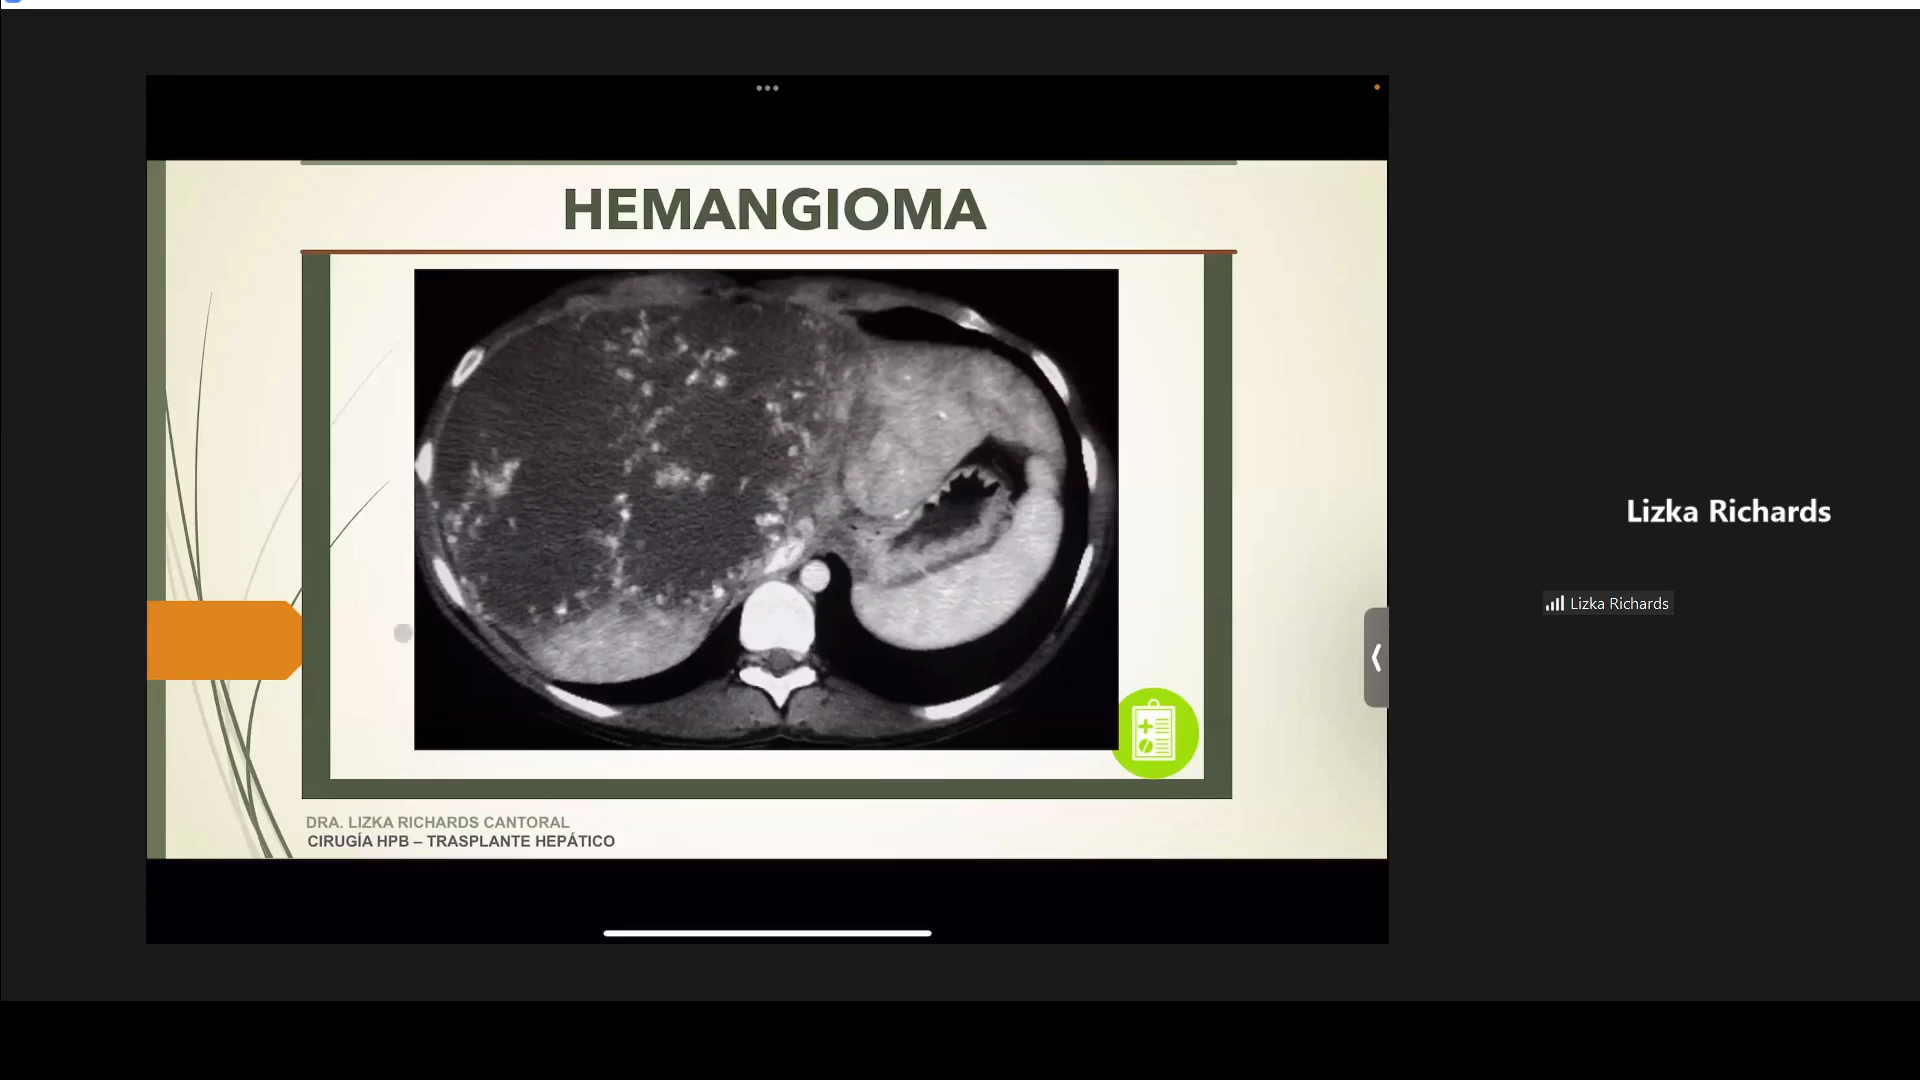 HEMANGIOMA
DRA. LIZKA RICHARDS CANTORAL
CIRUGÍA HPB – TRASPLANTE HEPÁTICO
Lizka Richards
Lizka Richards